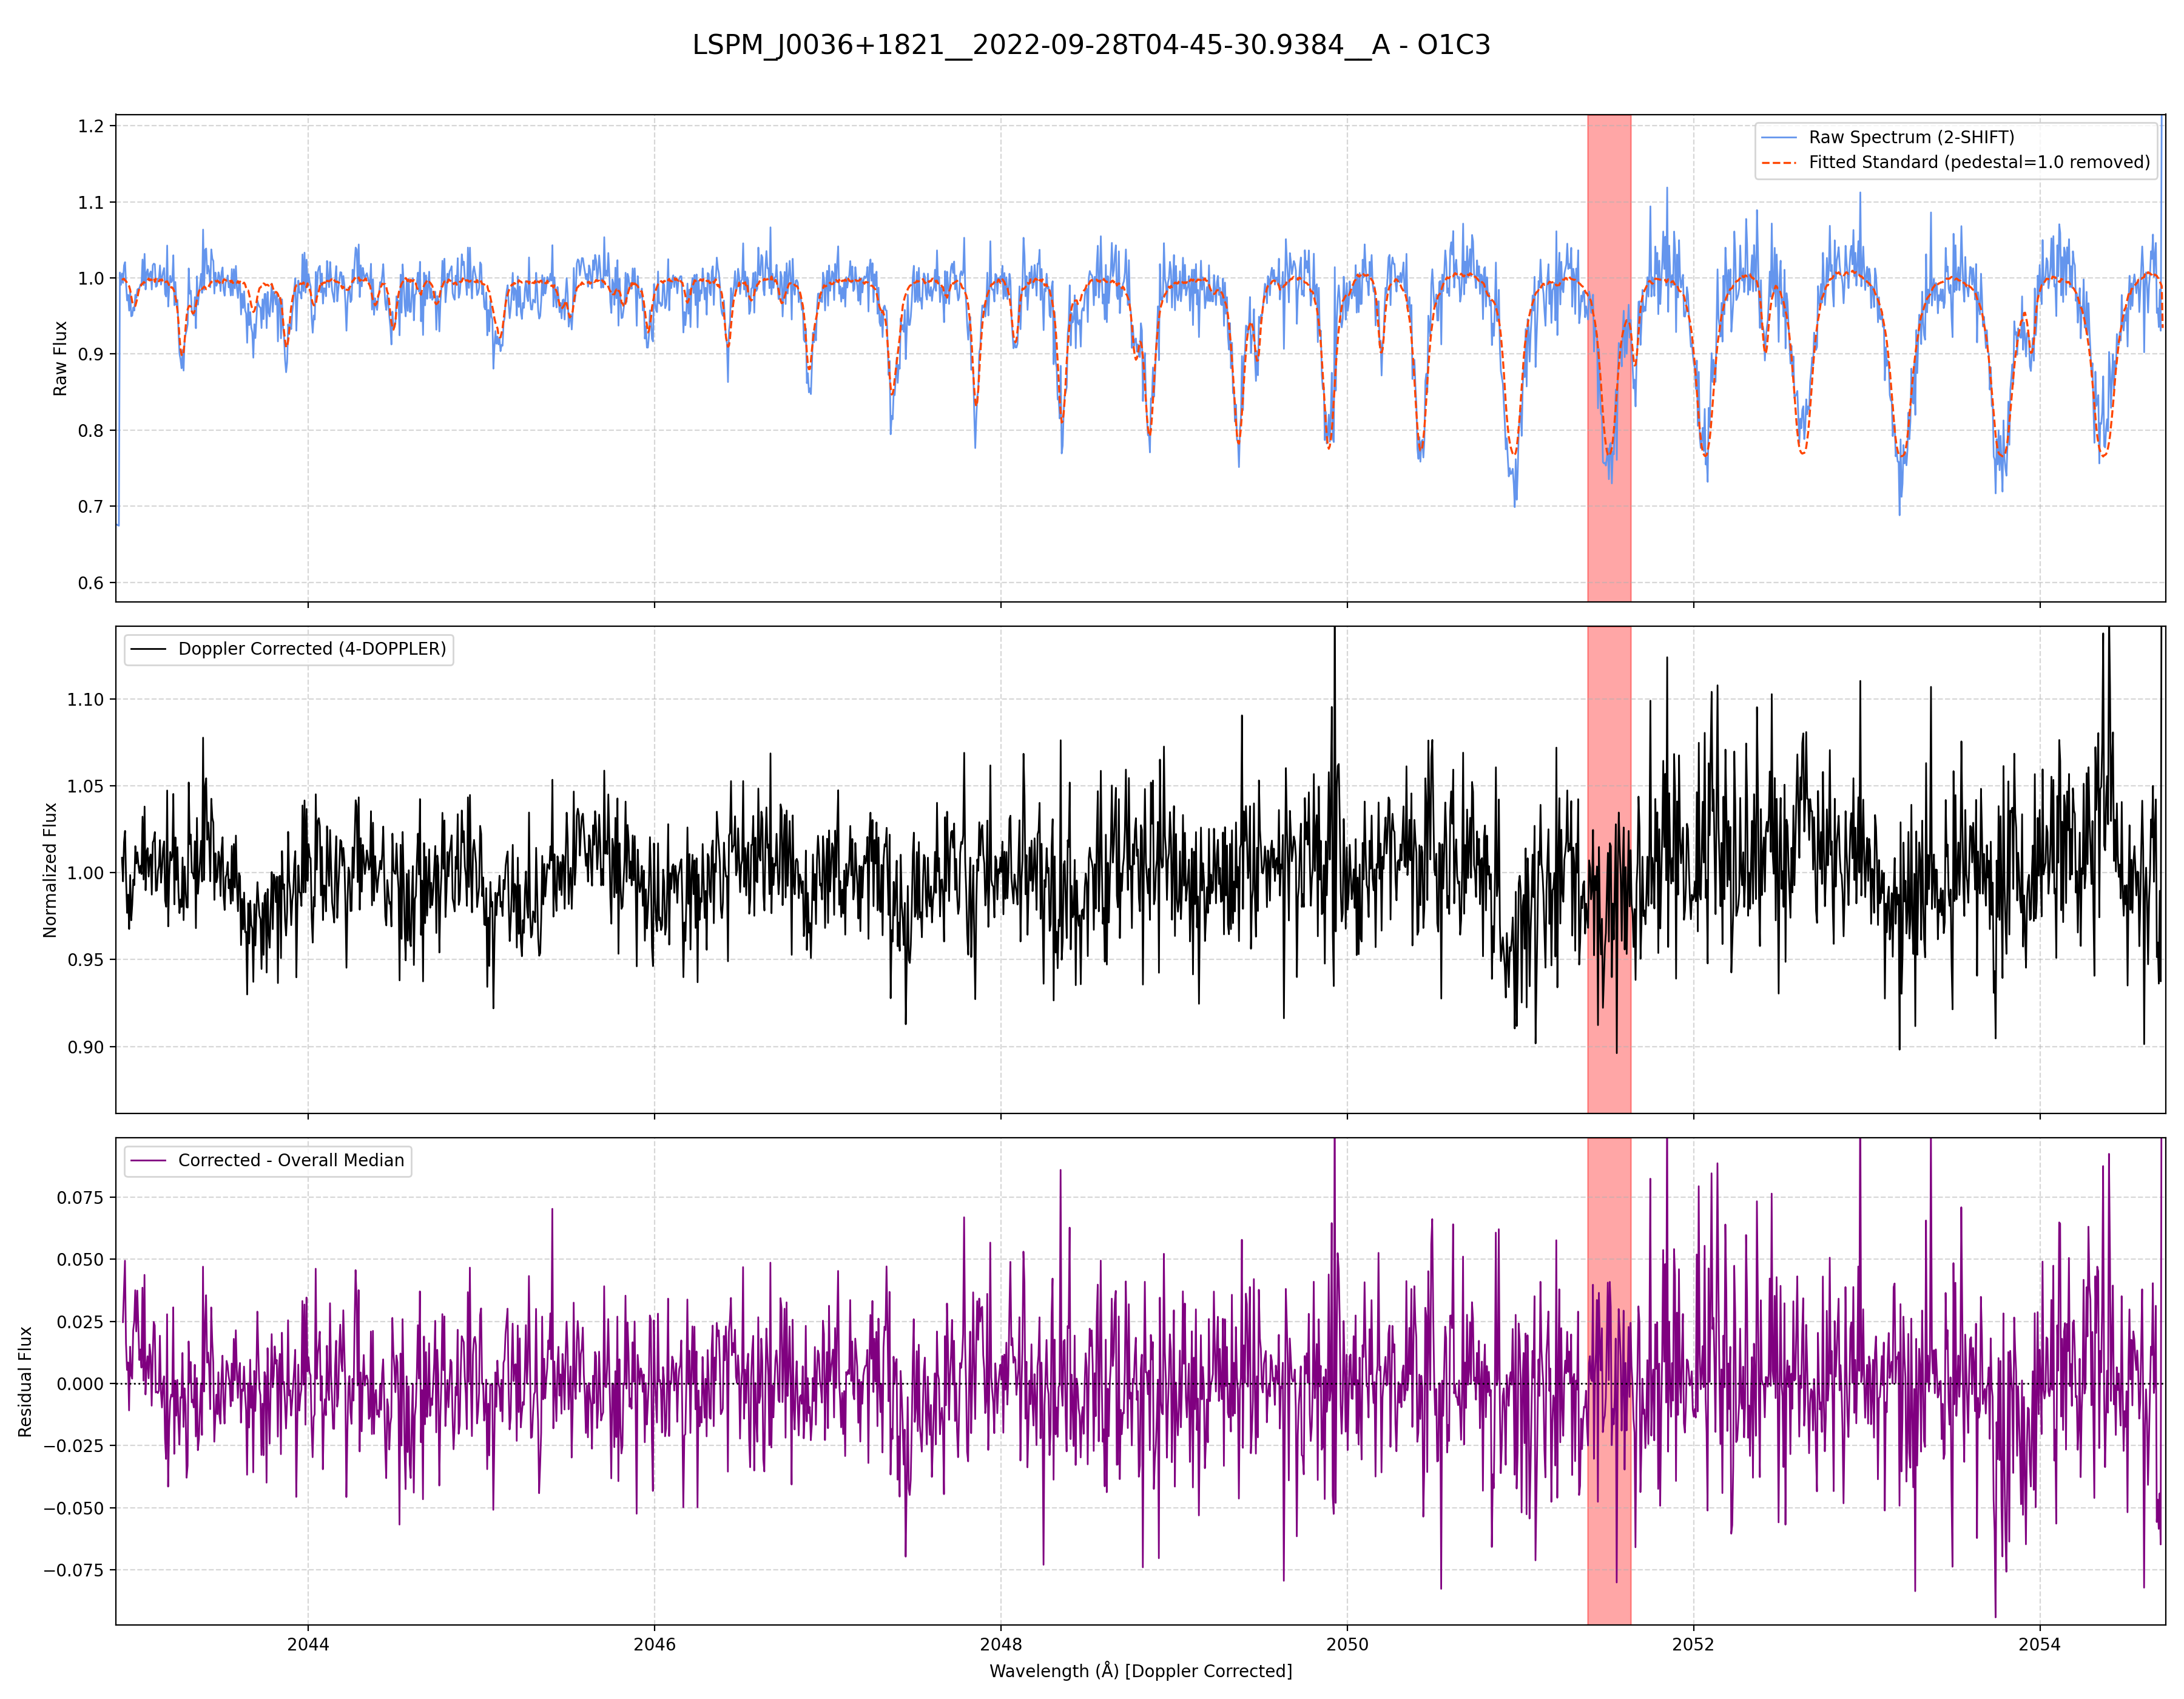 LSPM_J0036+1821__2022-09-28T04-45-30.9384__A - O1C3
1.2
1.1
1.0
0.9
0.8
0.7
0.6
Raw Flux
Raw Spectrum (2-SHIFT)
Fitted Standard (pedestal=1.0 removed)
1.10
1.05
1.00
0.95
0.90
Normalized Flux
Doppler Corrected (4-DOPPLER)
0.075
0.050
0.025
0.000
−0.025
−0.050
−0.075
Residual Flux
Corrected - Overall Median
2044
2046
2048
2050
2052
2054
Wavelength (Å) [Doppler Corrected]